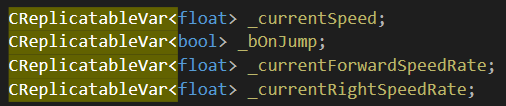 CReplicatableVar<float> _currentSpeed;
CReplicatableVar<bool> _bOnJump;
CReplicatableVar<float> _currentForwardSpeedRate;
CReplicatableVar<float> _currentRightSpeedRate;